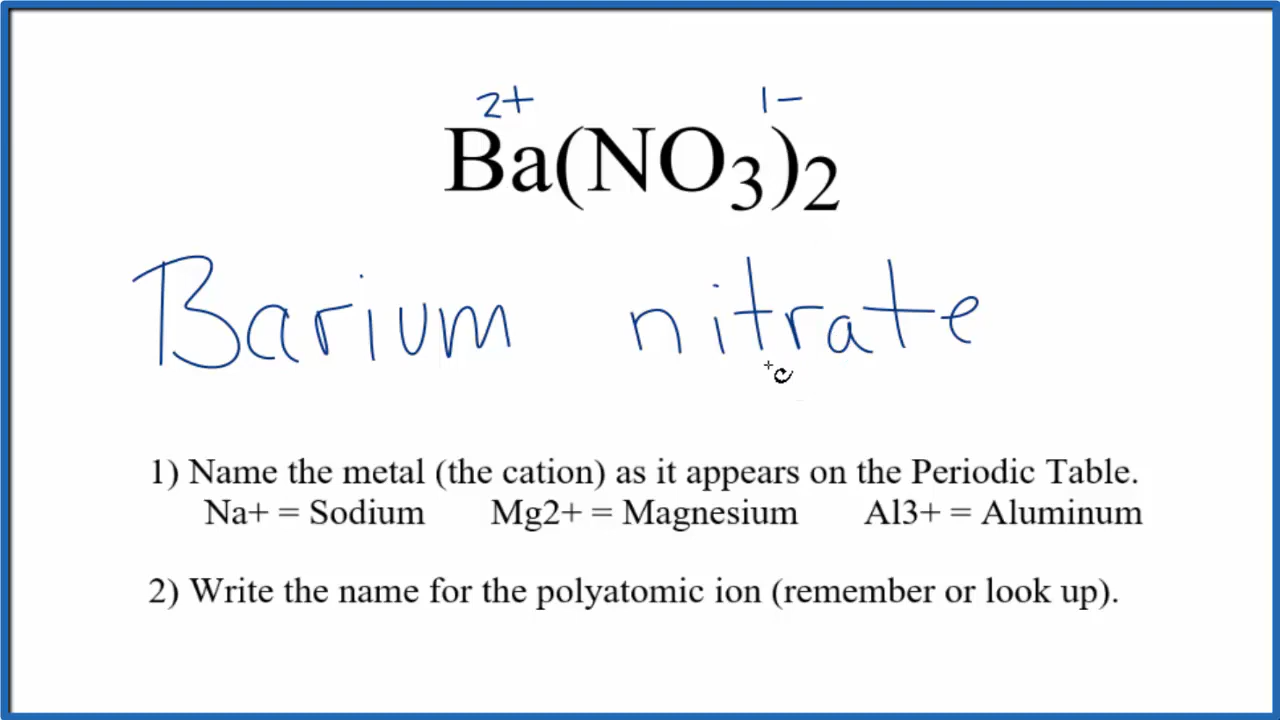 2+ 1-
Ba(NO3)2
Barium nitrate
1) Name the metal (the cation) as it appears on the Periodic Table.
Na+ = Sodium Mg2+ = Magnesium Al3+ = Aluminum
2) Write the name for the polyatomic ion (remember or look up).